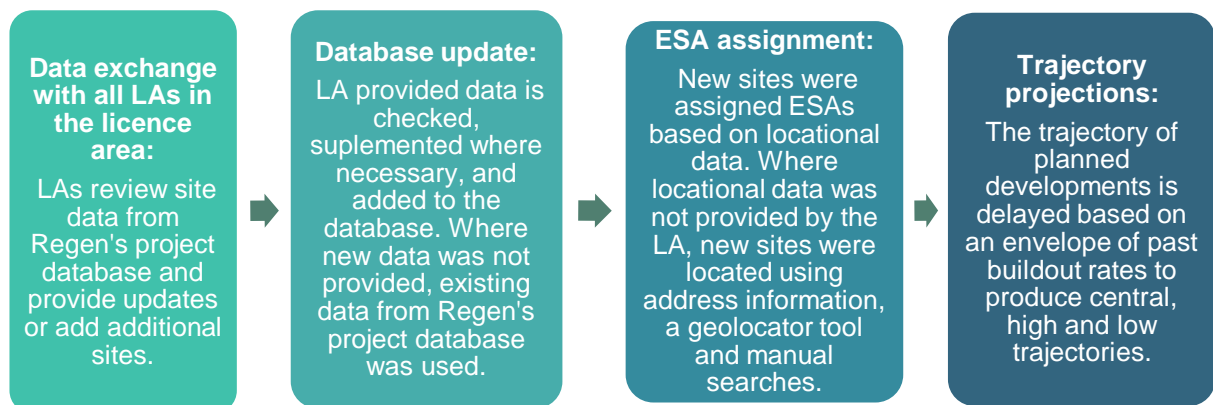 Data exchange
with all LAs in
the licence
area:
LAs review site
data from
Regen's project
database and
provide updates
or add additional
sites.
Database update:
LA provided data is
checked,
suplemented where
necessary, and
added to the
database. Where
new data was not
provided, existing
data from Regen's
project database
was used.
ESA assignment:
New sites were
assigned ESAs
based on locational
data. Where
locational data was
not provided by the
LA, new sites were
located using
address information,
a geolocator tool
and manual
searches.
Trajectory
projections:
The trajectory of
planned
developments is
delayed based on
an envelope of past
buildout rates to
produce central,
high and low
trajectories.